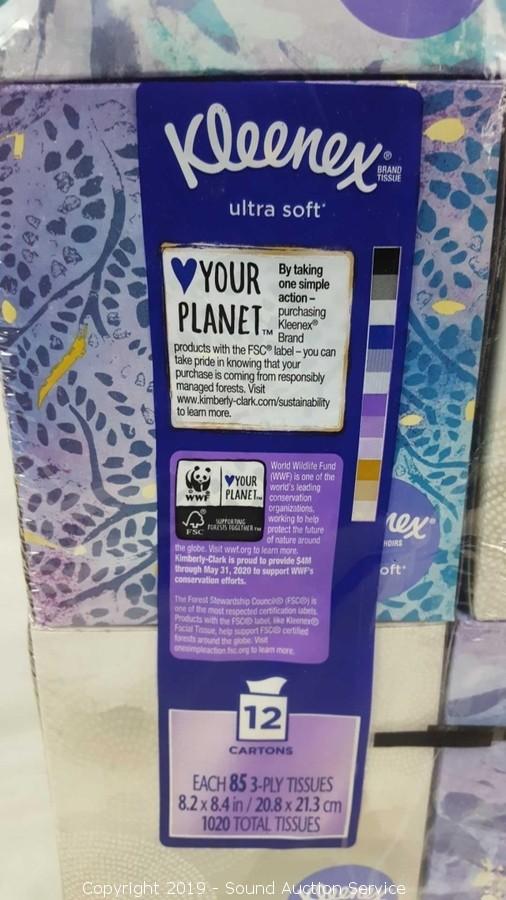 Kleenex®
BRAND
TISSUE
ultra soft*
♥YOUR
PLANET™
By taking
one simple
action –
purchasing
Kleenex®
Brand
products with the FSC® label – you can
take pride in knowing that your
purchase is coming from responsibly
managed forests. Visit
www.kimberly-clark.com/sustainability
to learn more.
WWF
♥YOUR
PLANET™
FSC
SUPPORTING
FORESTS TOGETHER™
World Wildlife Fund
(WWF) is one of the
world's leading
conservation
organizations,
working to help
protect the future
of nature around
the globe. Visit wwf.org to learn more.
Kimberly-Clark is proud to provide $4M
through May 31, 2020 to support WWF's
conservation efforts.
The Forest Stewardship Council® (FSC®) is
one of the most respected certification labels.
Products with the FSC® label, like Kleenex®
Facial Tissue, help support FSC® certified
forests around the globe. Visit
onesimpleaction.fsc.org to learn more.
nex®
HOIRS
oft*
12
CARTONS
EACH 85 3-PLY TISSUES
8.2 x 8.4 in / 20.8 x 21.3 cm
1020 TOTAL TISSUES
Kleenex
Copyright 2019 - Sound Auction Service